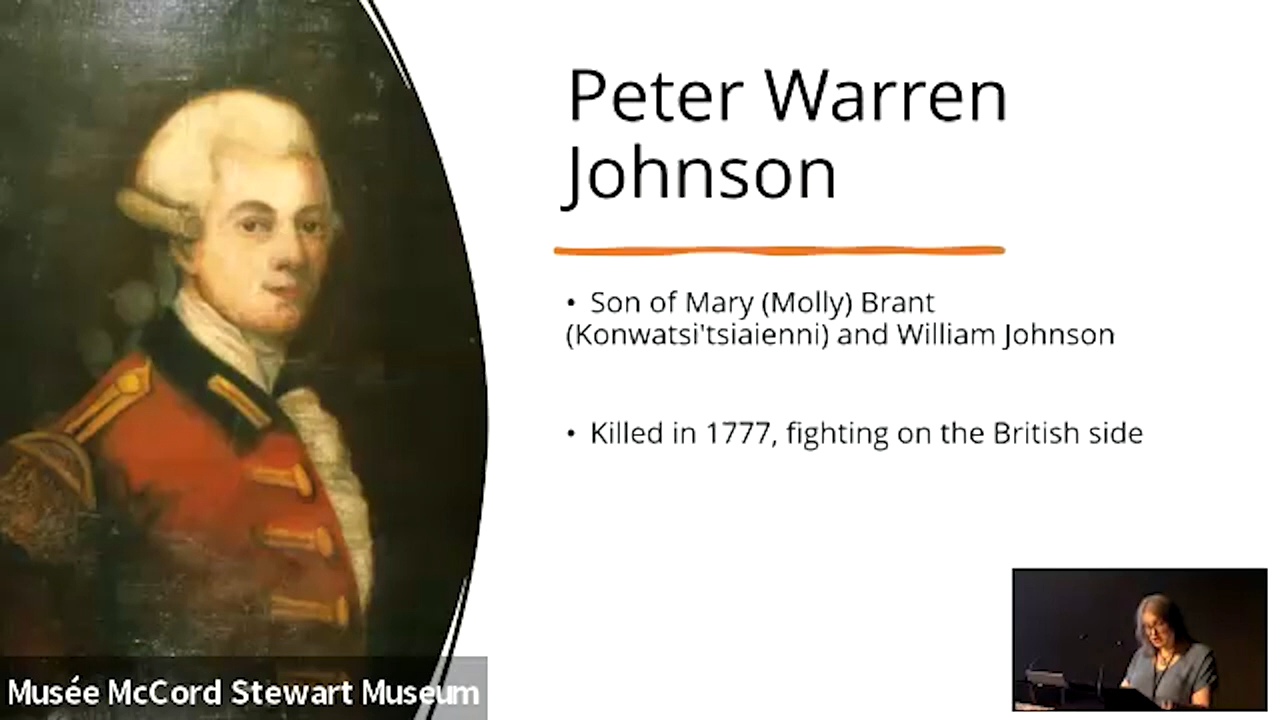 Peter Warren
Johnson
• Son of Mary (Molly) Brant
(Konwatsi'tsiaienni) and William Johnson
• Killed in 1777, fighting on the British side
Musée McCord Stewart Museum